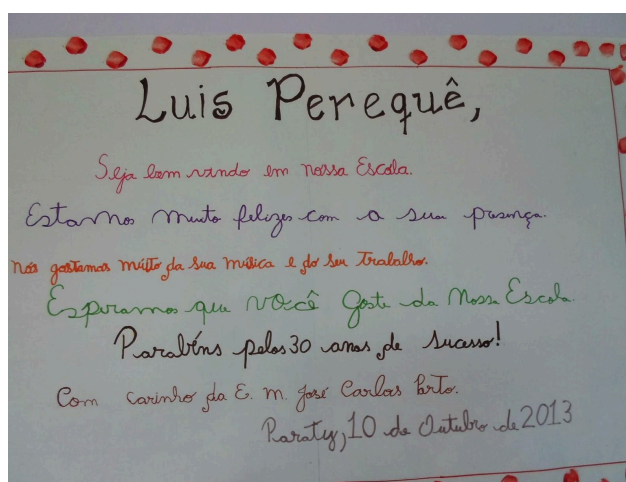 Luis Perequê,
Seja bem vindo em nossa Escola.
Estamos muito felizes com a sua presença.
Nós gostamos muito da sua música e do seu trabalho.
Esperamos que você goste da Nossa Escola.
Parabéns pelos 30 anos de sucesso!
Com carinho da E. M. José Carlos Porto.
Paraty, 10 de Outubro de 2013